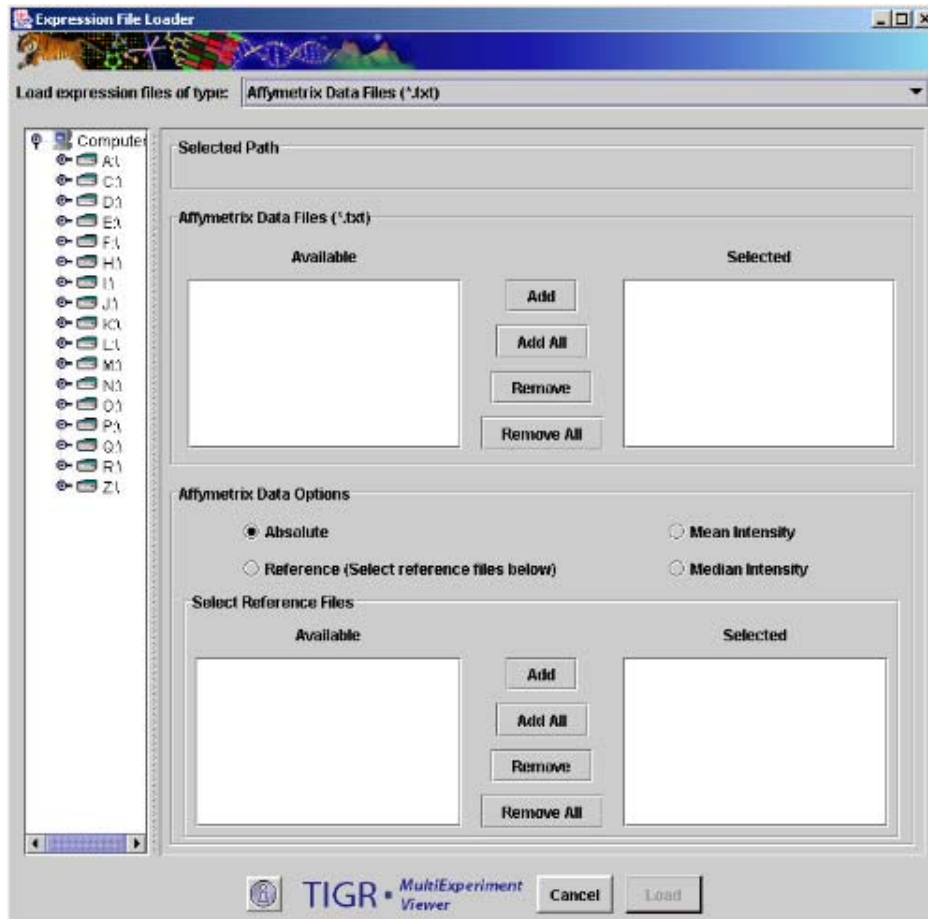 Expression File Loader
Load expression files of type: Affymetrix Data Files (*.txt)
Computer
A:\
C:\
D:\
E:\
F:\
H:\
I:\
J:\
K:\
L:\
M:\
N:\
O:\
P:\
Q:\
R:\
Z:\
Selected Path
Affymetrix Data Files (*.txt)
Available
Selected
Add
Add All
Remove
Remove All
Affymetrix Data Options
Absolute
Mean Intensity
Reference (Select reference files below)
Median Intensity
Select Reference Files
Available
Selected
Add
Add All
Remove
Remove All
TIGR • MultiExperiment
Viewer
Cancel
Load